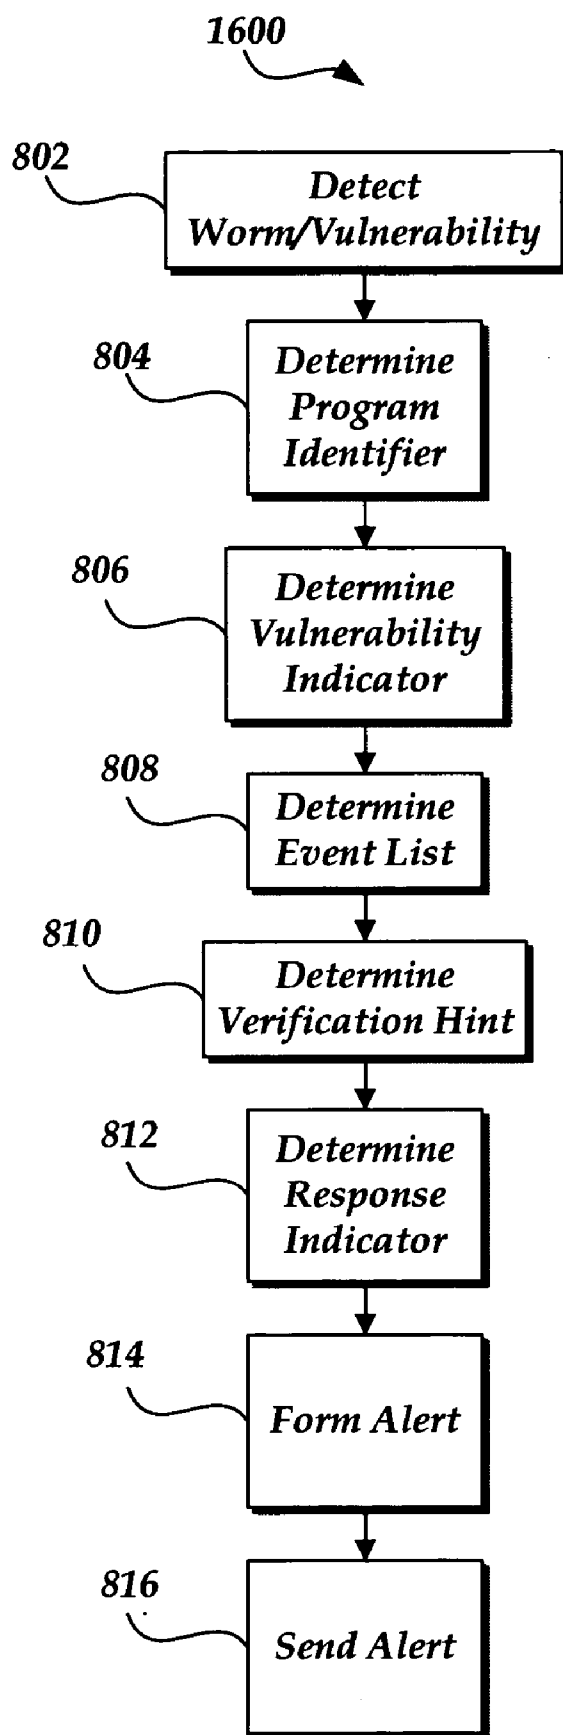 1600
802
Detect
Worm/Vulnerability
804
Determine
Program
Identifier
806
Determine
Vulnerability
Indicator
808
Determine
Event List
810
Determine
Verification Hint
812
Determine
Response
Indicator
814
Form Alert
816
Send Alert